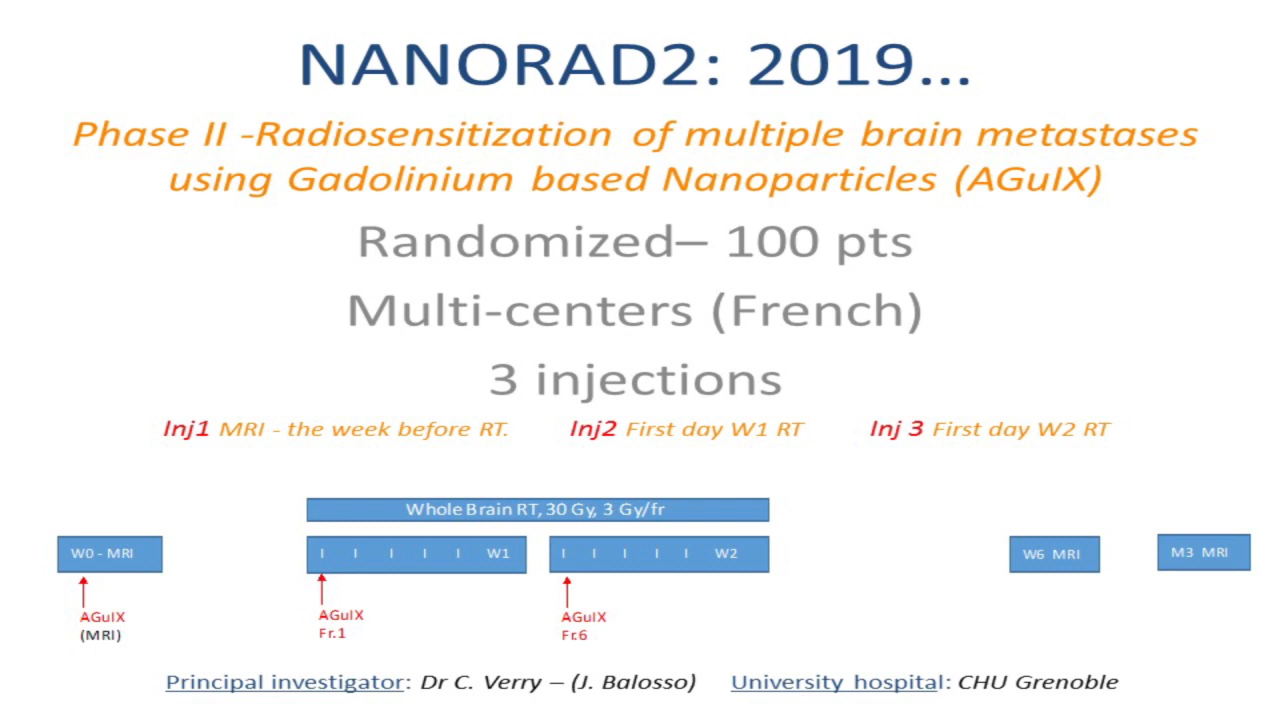 NANORAD2: 2019...
Phase II -Radiosensitization of multiple brain metastases
using Gadolinium based Nanoparticles (AGuIX)
Randomized– 100 pts
Multi-centers (French)
3 injections
Inj1 MRI - the week before RT. Inj2 First day W1 RT Inj 3 First day W2 RT
Whole Brain RT, 30 Gy, 3 Gy/fr
W0 - MRI I I I I I W1 I I I I I W2 W6 MRI M3 MRI
AGuIX AGuIX AGuIX
(MRI) Fr.1 Fr.6
Principal investigator: Dr C. Verry – (J. Balosso) University hospital: CHU Grenoble